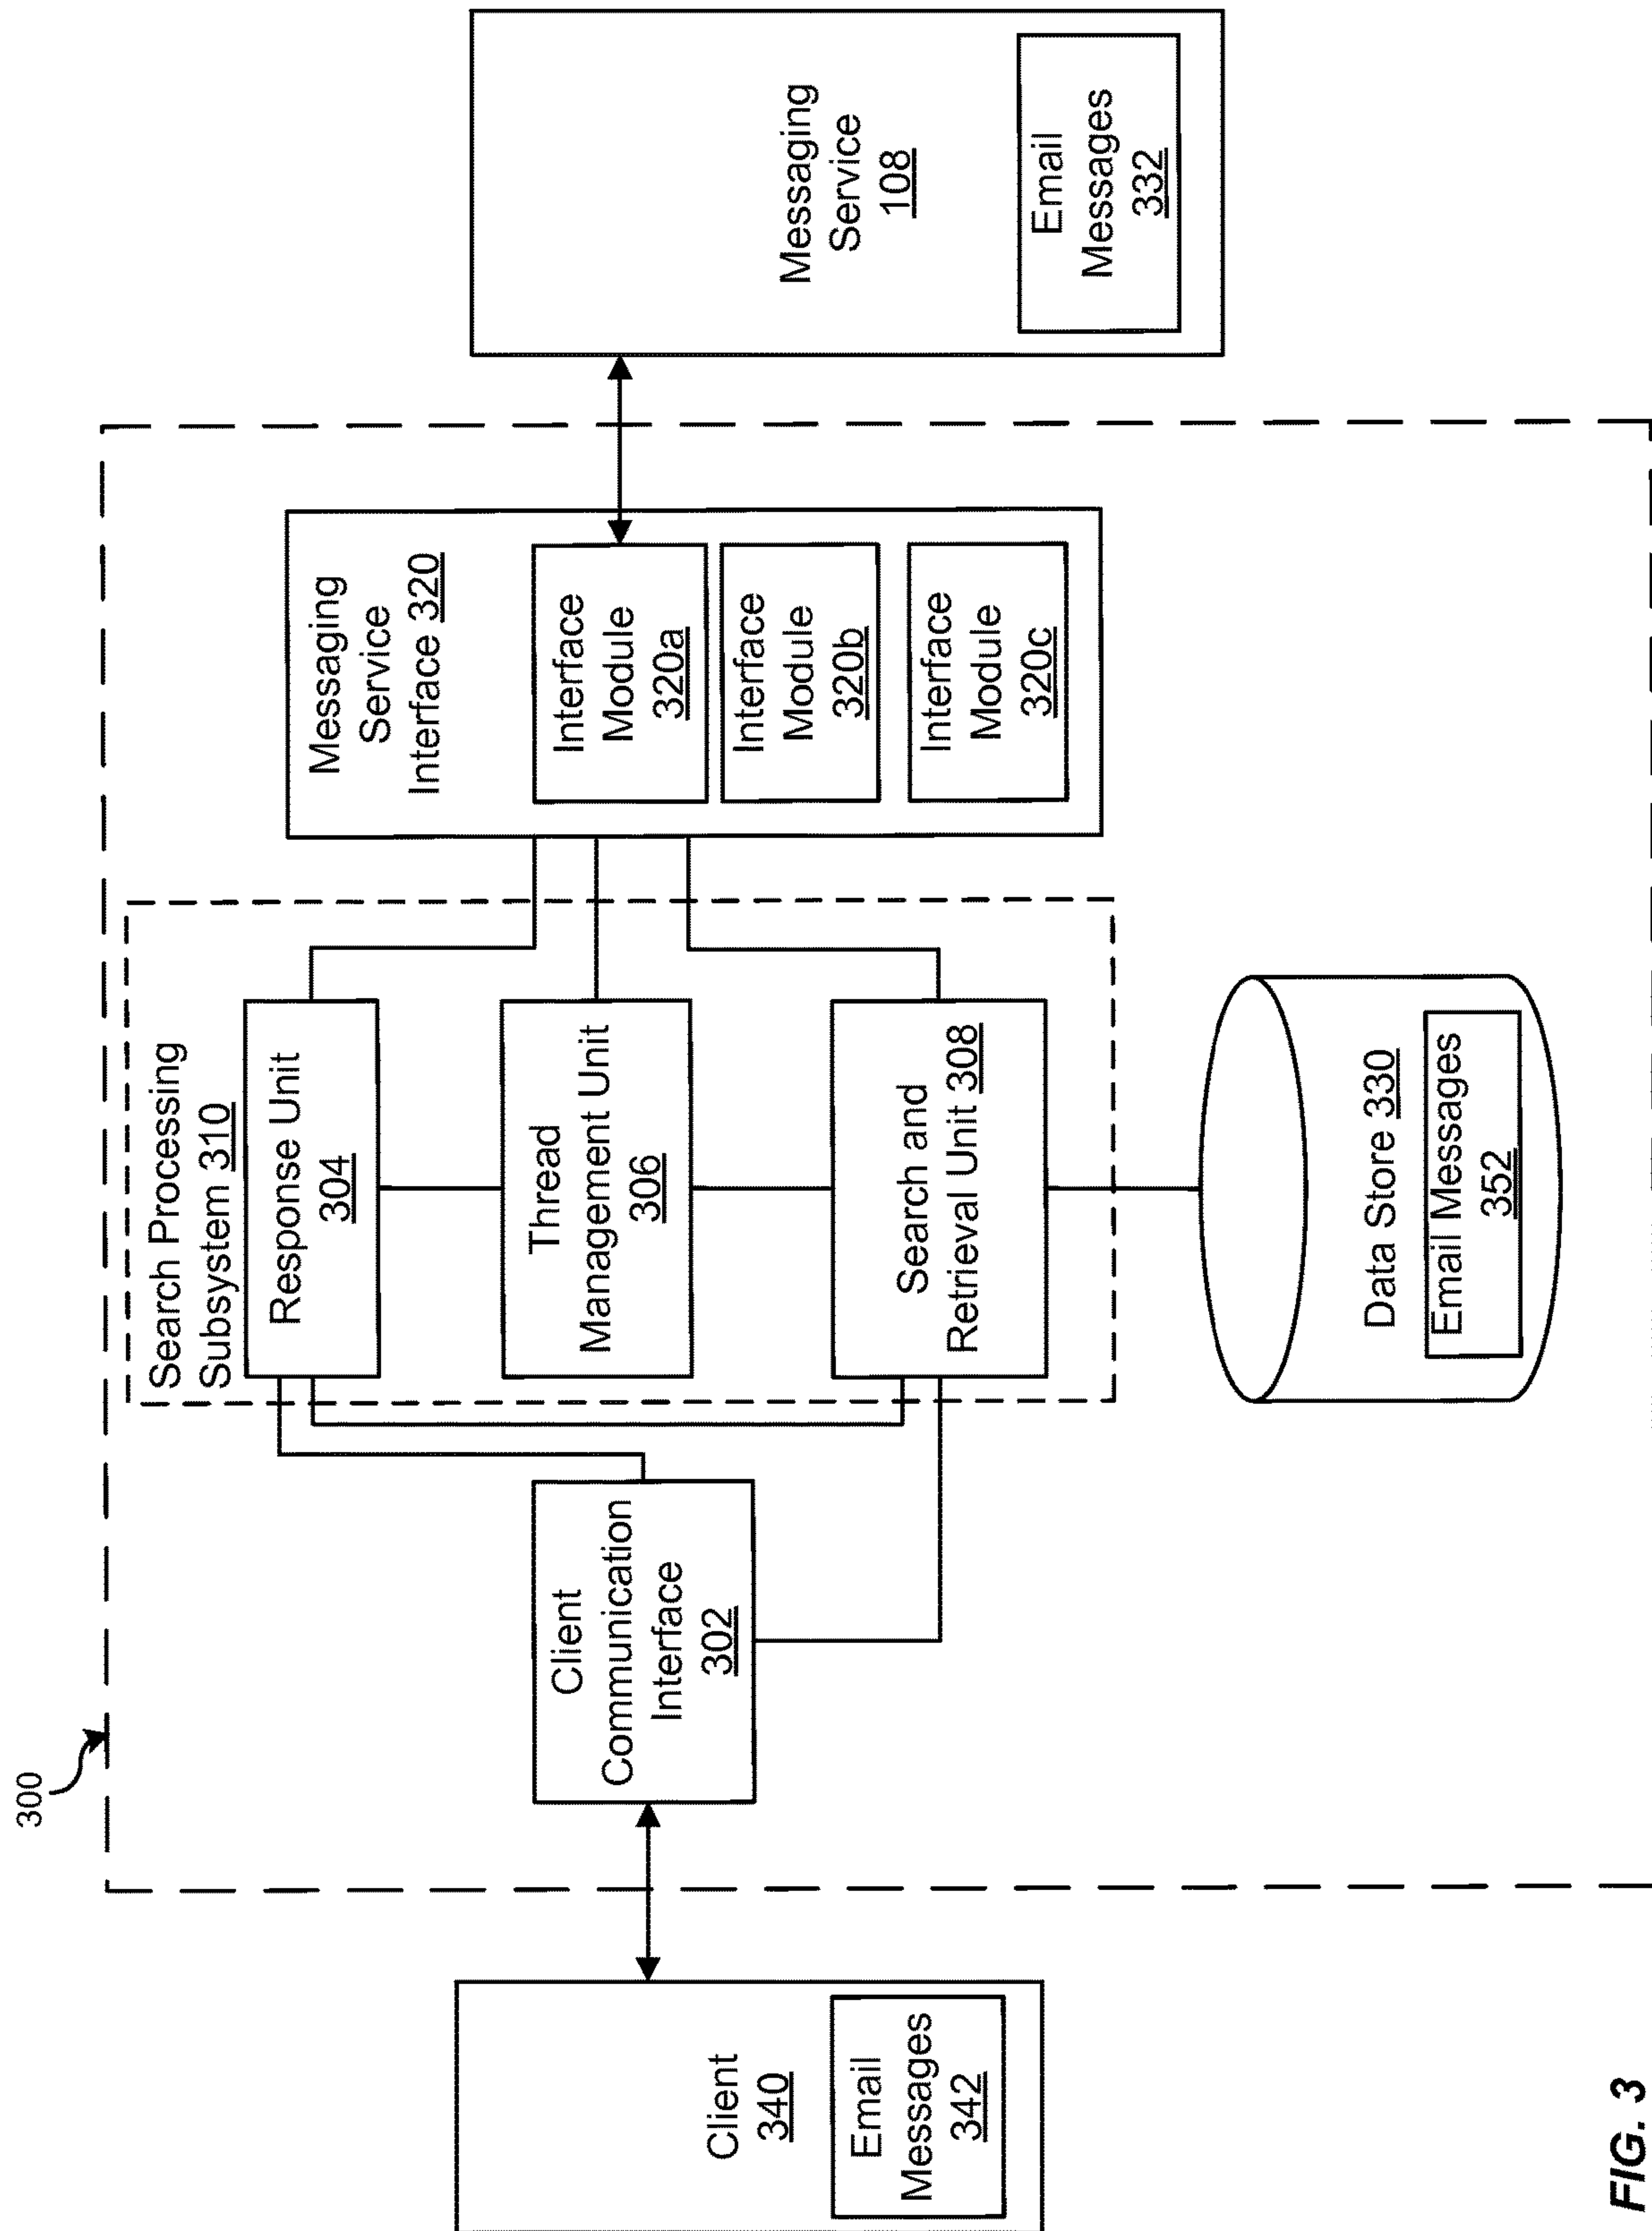 300
Client
340
Email
Messages
342
Client
Communication
Interface
302
Search Processing
Subsystem 310
Response Unit
304
Thread
Management Unit
306
Search and
Retrieval Unit 308
Data Store 330
Email Messages
352
Messaging
Service
Interface 320
Interface
Module
320a
Interface
Module
320b
Interface
Module
320c
Messaging
Service
108
Email
Messages
332
FIG. 3